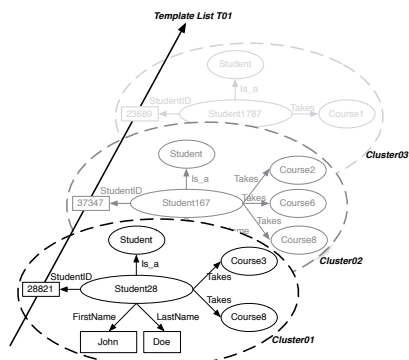 Template List T01
Student
Is_a
StudentID
23689
Student1787
Takes
Course1
Cluster03
Student
Is_a
StudentID
37347
Student167
Takes
Course2
Takes
Course6
Takes
Course8
Cluster02
Student
Is_a
StudentID
28821
Student28
Takes
Course3
Takes
Course8
FirstName
LastName
John
Doe
Cluster01